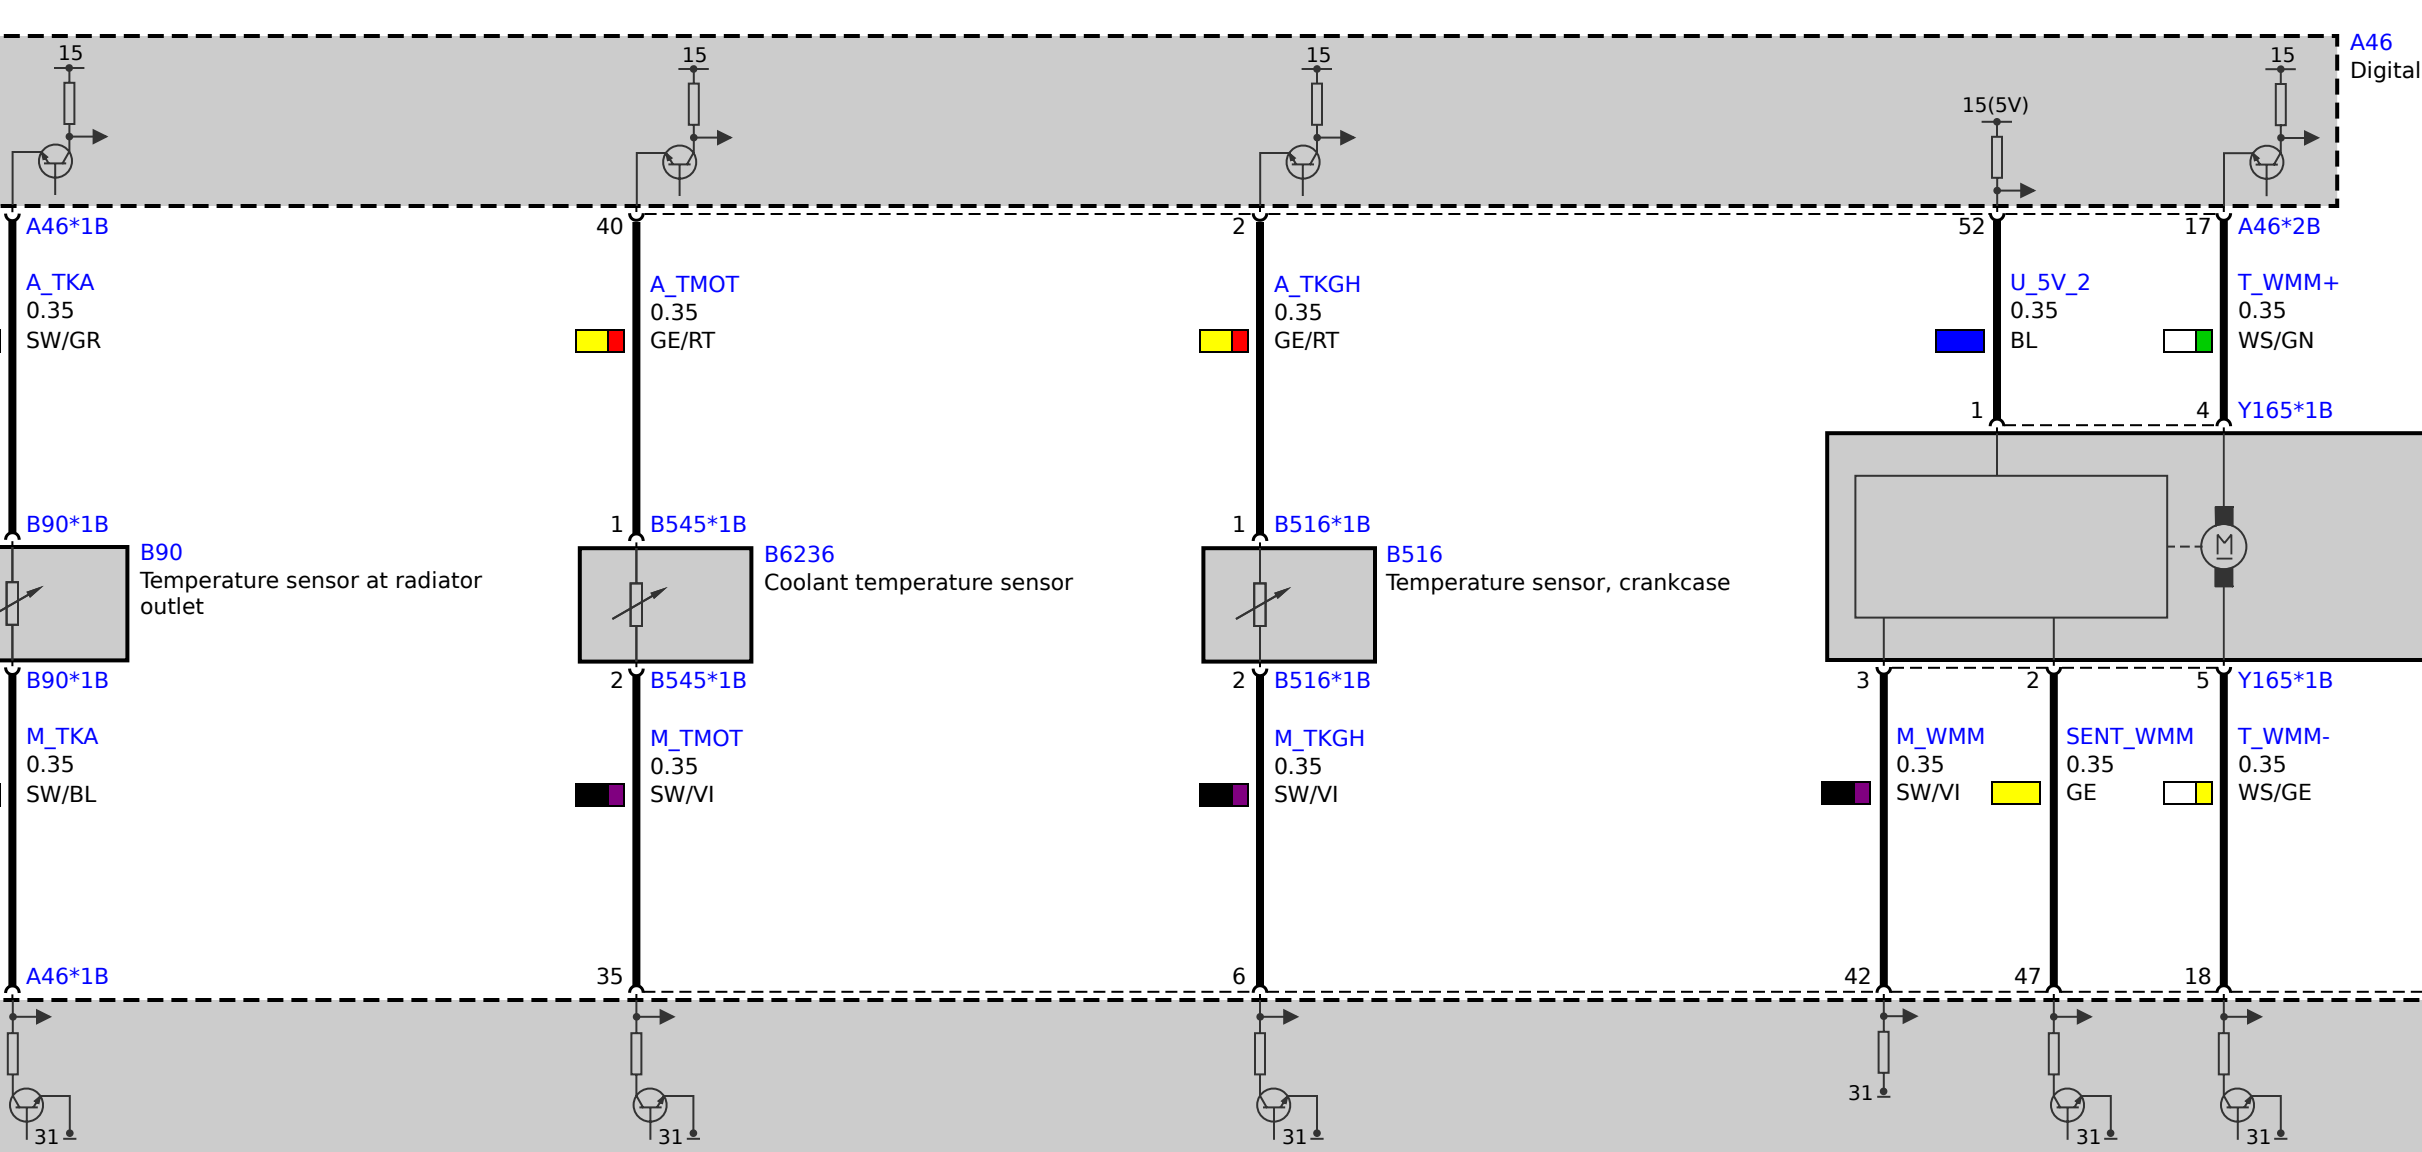 15
15
15
15(5V)
15
A46
Digital
A46*1B
40
2
52
17
A46*2B
A_TKA
0.35
SW/GR
A_TMOT
0.35
GE/RT
A_TKGH
0.35
GE/RT
U_5V_2
0.35
BL
T_WMM+
0.35
WS/GN
1
4
Y165*1B
B90*1B
1
B545*1B
1
B516*1B
B90
Temperature sensor at radiator
outlet
B6236
Coolant temperature sensor
B516
Temperature sensor, crankcase
M
B90*1B
2
B545*1B
2
B516*1B
3
2
5
Y165*1B
M_TKA
0.35
SW/BL
M_TMOT
0.35
SW/VI
M_TKGH
0.35
SW/VI
M_WMM
0.35
SW/VI
SENT_WMM
0.35
GE
T_WMM-
0.35
WS/GE
A46*1B
35
6
42
47
18
31
31
31
31
31
31